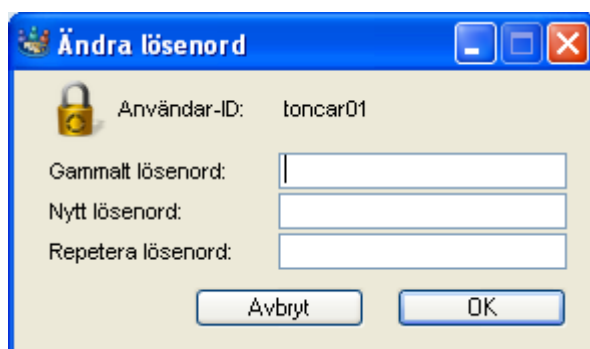 Ändra lösenord
Användar-ID: toncar01
Gammalt lösenord:
Nytt lösenord:
Repetera lösenord:
Avbryt OK